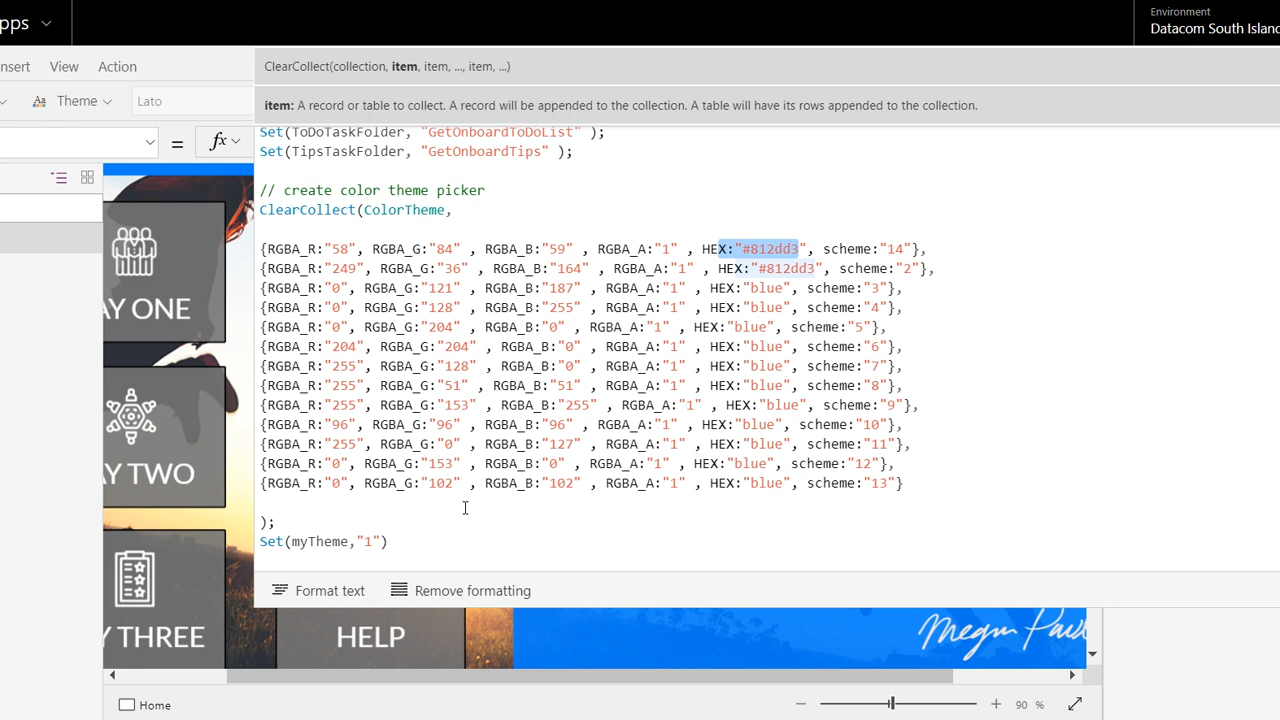 pps
Environment
Datacom South Island
nsert View Action
ClearCollect(collection, item, item, ..., item, ...)
Theme
Lato
item: A record or table to collect. A record will be appended to the collection. A table will have its rows appended to the collection.
= fx
Set(ToDoTaskFolder, "GetOnboardToDoList" );
Set(TipsTaskFolder, "GetOnboardTips" );
// create color theme picker
ClearCollect(ColorTheme,
{RGBA_R:"58", RGBA_G:"84" , RGBA_B:"59" , RGBA_A:"1" , HEX:"#812dd3", scheme:"14"},
{RGBA_R:"249", RGBA_G:"36" , RGBA_B:"164" , RGBA_A:"1" , HEX:"#812dd3", scheme:"2"},
{RGBA_R:"0", RGBA_G:"121" , RGBA_B:"187" , RGBA_A:"1" , HEX:"blue", scheme:"3"},
{RGBA_R:"0", RGBA_G:"128" , RGBA_B:"255" , RGBA_A:"1" , HEX:"blue", scheme:"4"},
{RGBA_R:"0", RGBA_G:"204" , RGBA_B:"0" , RGBA_A:"1" , HEX:"blue", scheme:"5"},
{RGBA_R:"204", RGBA_G:"204" , RGBA_B:"0" , RGBA_A:"1" , HEX:"blue", scheme:"6"},
{RGBA_R:"255", RGBA_G:"128" , RGBA_B:"0" , RGBA_A:"1" , HEX:"blue", scheme:"7"},
{RGBA_R:"255", RGBA_G:"51" , RGBA_B:"51" , RGBA_A:"1" , HEX:"blue", scheme:"8"},
{RGBA_R:"255", RGBA_G:"153" , RGBA_B:"255" , RGBA_A:"1" , HEX:"blue", scheme:"9"},
{RGBA_R:"96", RGBA_G:"96" , RGBA_B:"96" , RGBA_A:"1" , HEX:"blue", scheme:"10"},
{RGBA_R:"255", RGBA_G:"0" , RGBA_B:"127" , RGBA_A:"1" , HEX:"blue", scheme:"11"},
{RGBA_R:"0", RGBA_G:"153" , RGBA_B:"0" , RGBA_A:"1" , HEX:"blue", scheme:"12"},
{RGBA_R:"0", RGBA_G:"102" , RGBA_B:"102" , RGBA_A:"1" , HEX:"blue", scheme:"13"}
);
Set(myTheme,"1")
Format text Remove formatting
AY ONE
AY TWO
Y THREE
HELP
Megan
Home
90 %